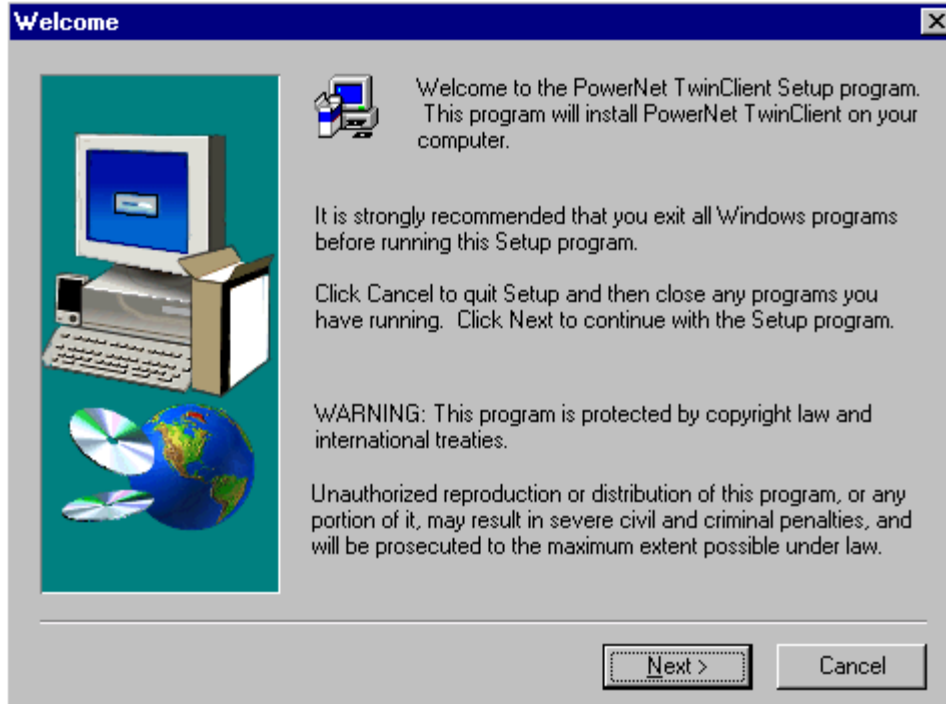 Welcome
Welcome to the PowerNet TwinClient Setup program.
This program will install PowerNet TwinClient on your
computer.
It is strongly recommended that you exit all Windows programs
before running this Setup program.
Click Cancel to quit Setup and then close any programs you
have running.  Click Next to continue with the Setup program.
WARNING: This program is protected by copyright law and
international treaties.
Unauthorized reproduction or distribution of this program, or any
portion of it, may result in severe civil and criminal penalties, and
will be prosecuted to the maximum extent possible under law.
Next >
Cancel